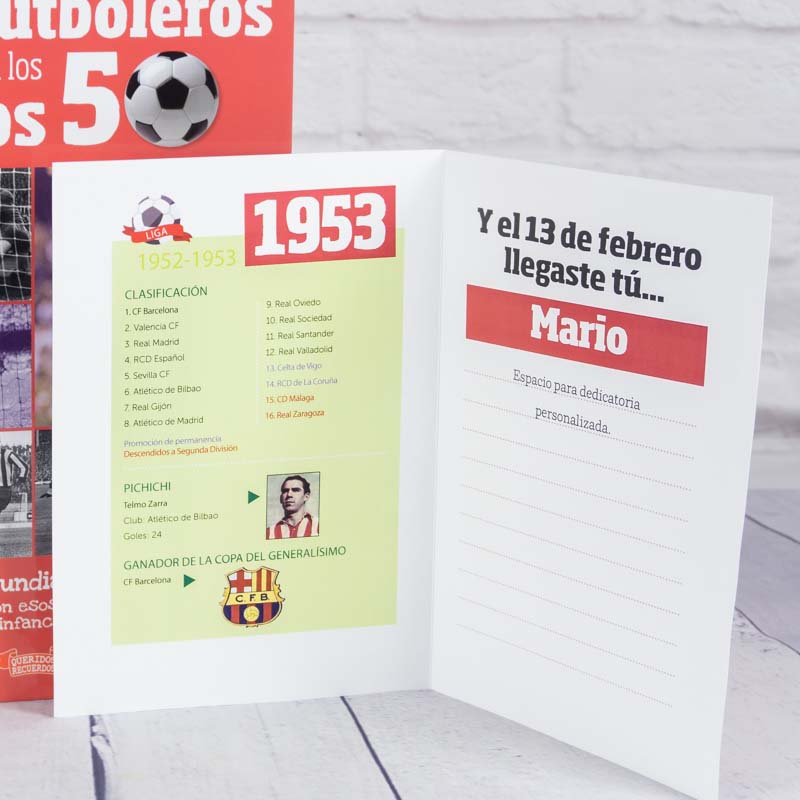 utboleros
los
os 50
LIGA
1953
1952-1953
CLASIFICACIÓN
1. CF Barcelona
2. Valencia CF
3. Real Madrid
4. RCD Español
5. Sevilla CF
6. Atlético de Bilbao
7. Real Gijón
8. Atlético de Madrid
9. Real Oviedo
10. Real Sociedad
11. Real Santander
12. Real Valladolid
13. Celta de Vigo
14. RCD de La Coruña
15. CD Málaga
16. Real Zaragoza
Promoción de permanencia
Descendidos a Segunda División
PICHICHI
Telmo Zarra
Club: Atlético de Bilbao
Goles: 24
GANADOR DE LA COPA DEL GENERALÍSIMO
CF Barcelona
C.F.B.
Y el 13 de febrero
llegaste tú...
Mario
Espacio para dedicatoria
personalizada.
undia
on esos
infanc
QUERIDOS
RECUERDOS